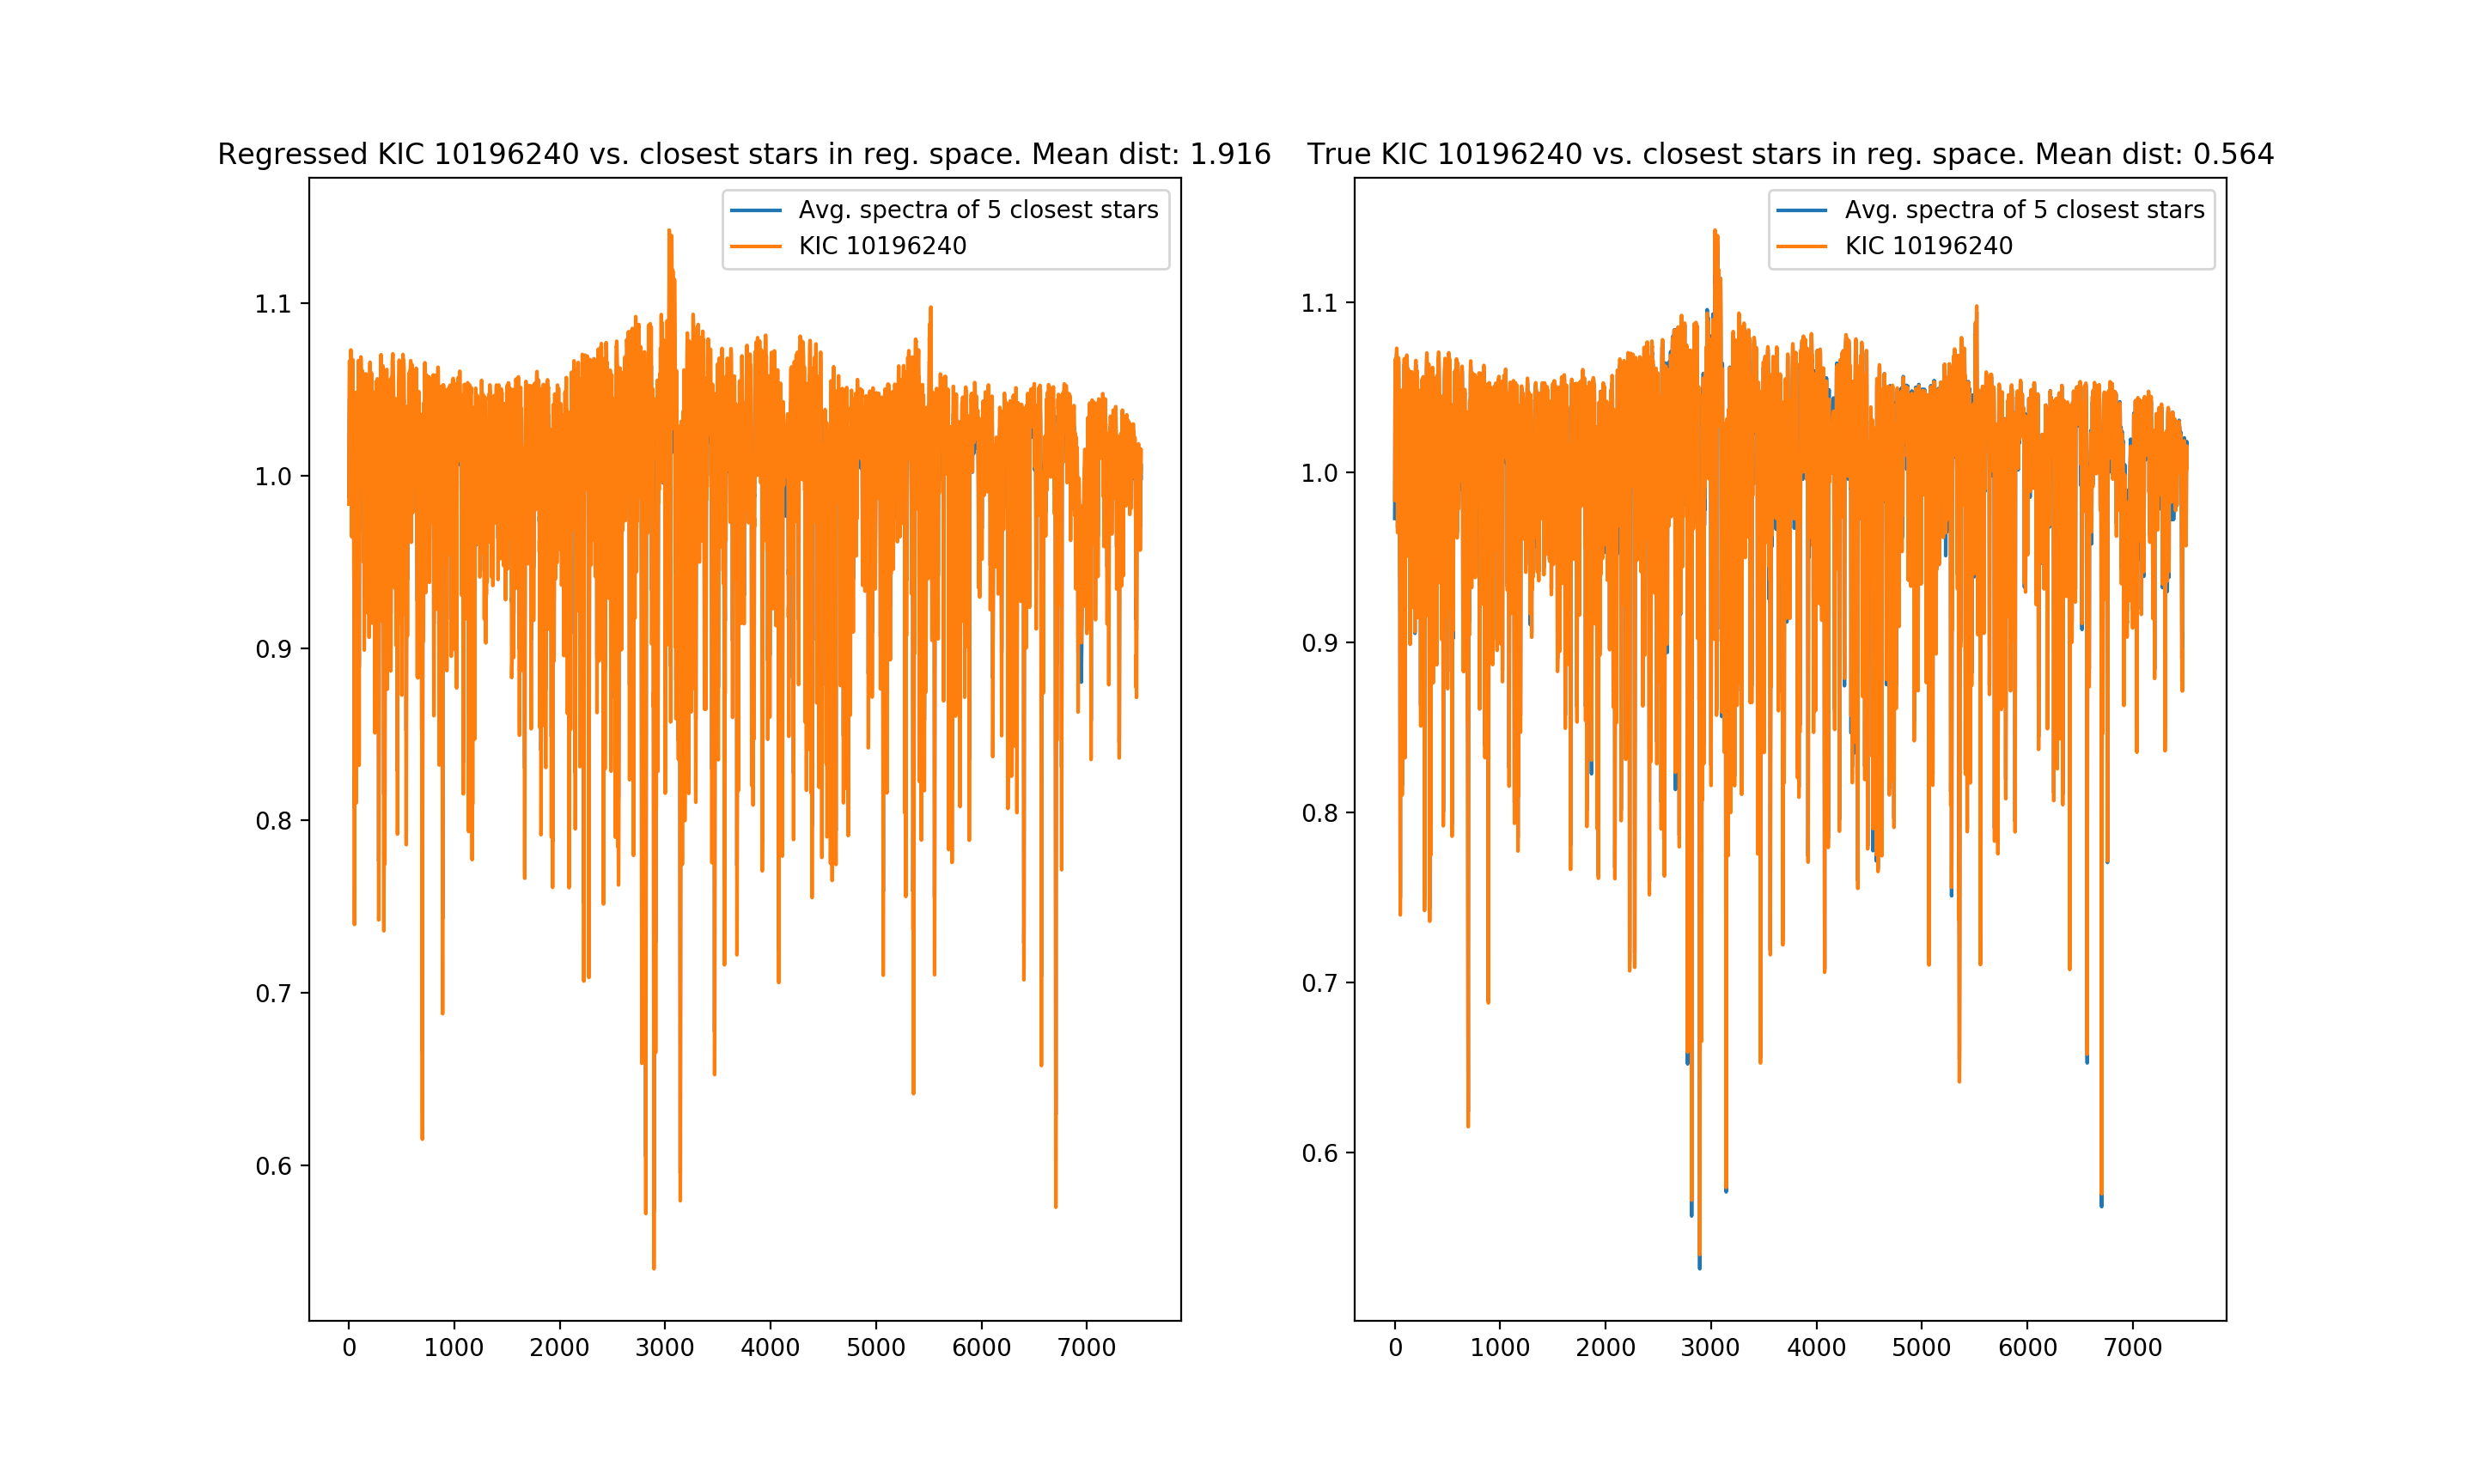 Regressed KIC 10196240 vs. closest stars in reg. space. Mean dist: 1.916
Avg. spectra of 5 closest stars
KIC 10196240
1.1
1.0
0.9
0.8
0.7
0.6
0 1000 2000 3000 4000 5000 6000 7000
True KIC 10196240 vs. closest stars in reg. space. Mean dist: 0.564
Avg. spectra of 5 closest stars
KIC 10196240
1.1
1.0
0.9
0.8
0.7
0.6
0 1000 2000 3000 4000 5000 6000 7000